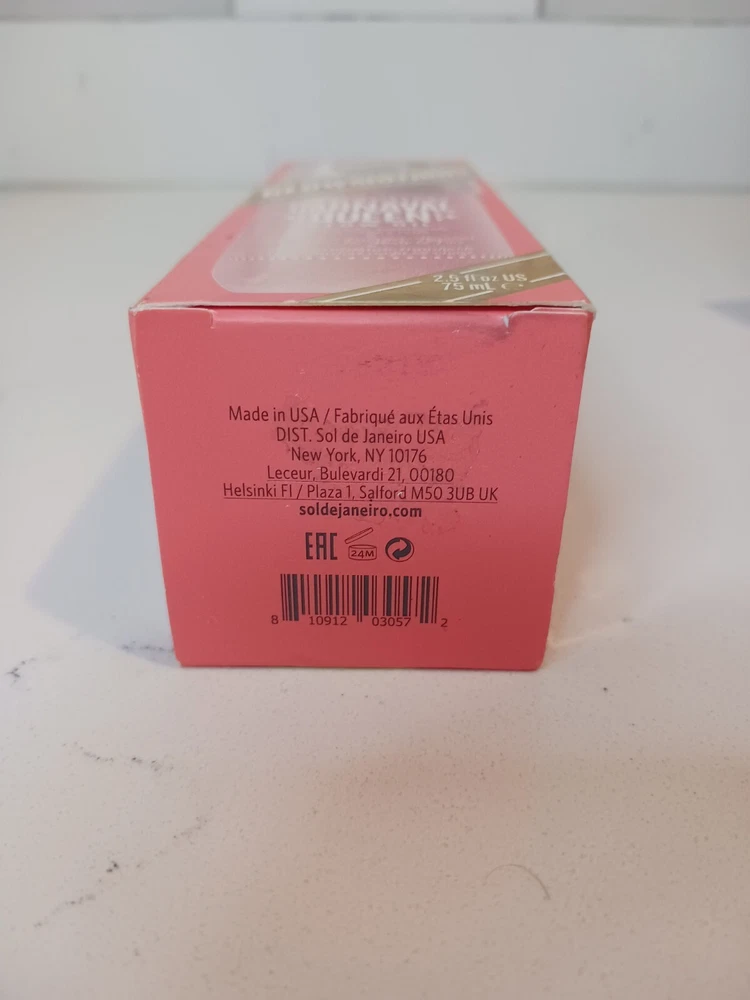 CARNAVAL
QUEEN
2.5 fl oz US
75 mL ℮
Made in USA / Fabriqué aux Étas Unis
DIST. Sol de Janeiro USA
New York, NY 10176
Leceur, Bulevardi 21, 00180
Helsinki FI / Plaza 1, Salford M50 3UB UK
soldejaneiro.com
EAC 24M
8 10912 03057 2